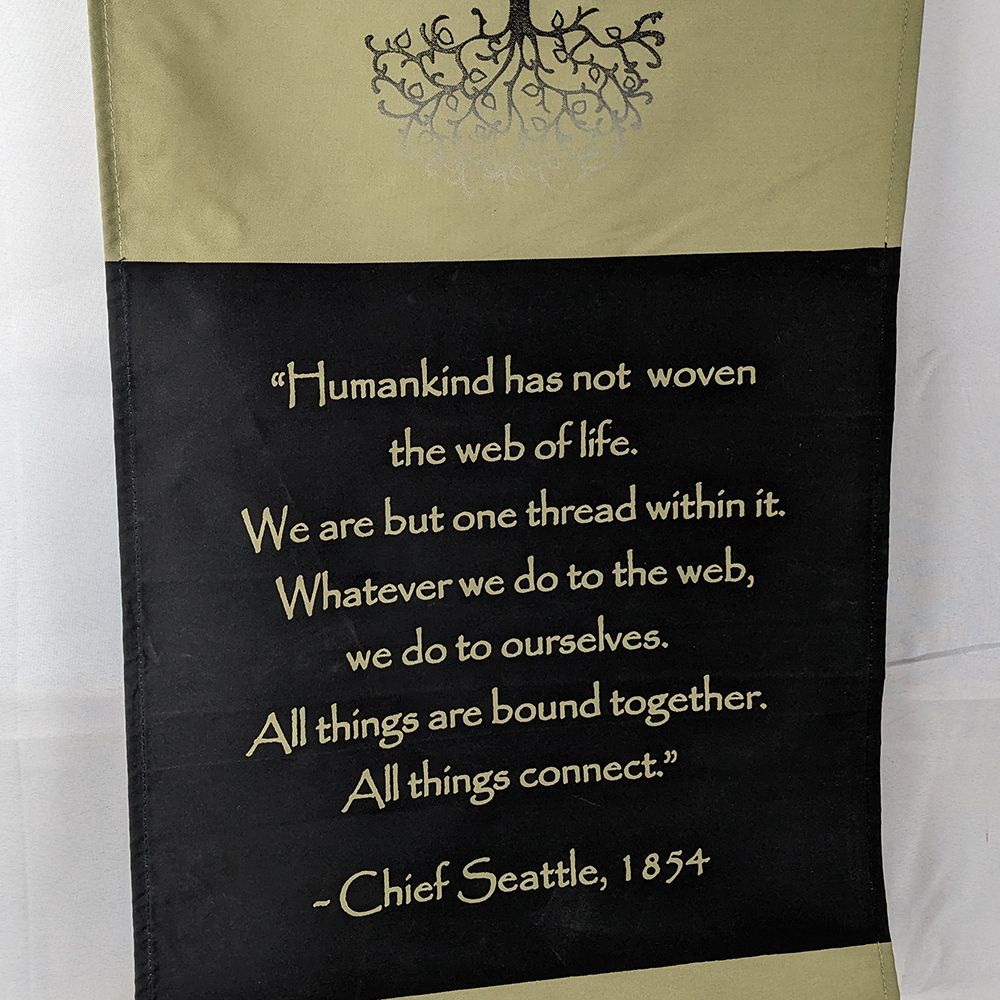 “Humankind has not woven
the web of life.
We are but one thread within it.
Whatever we do to the web,
we do to ourselves.
All things are bound together.
All things connect.”
~ Chief Seattle, 1854